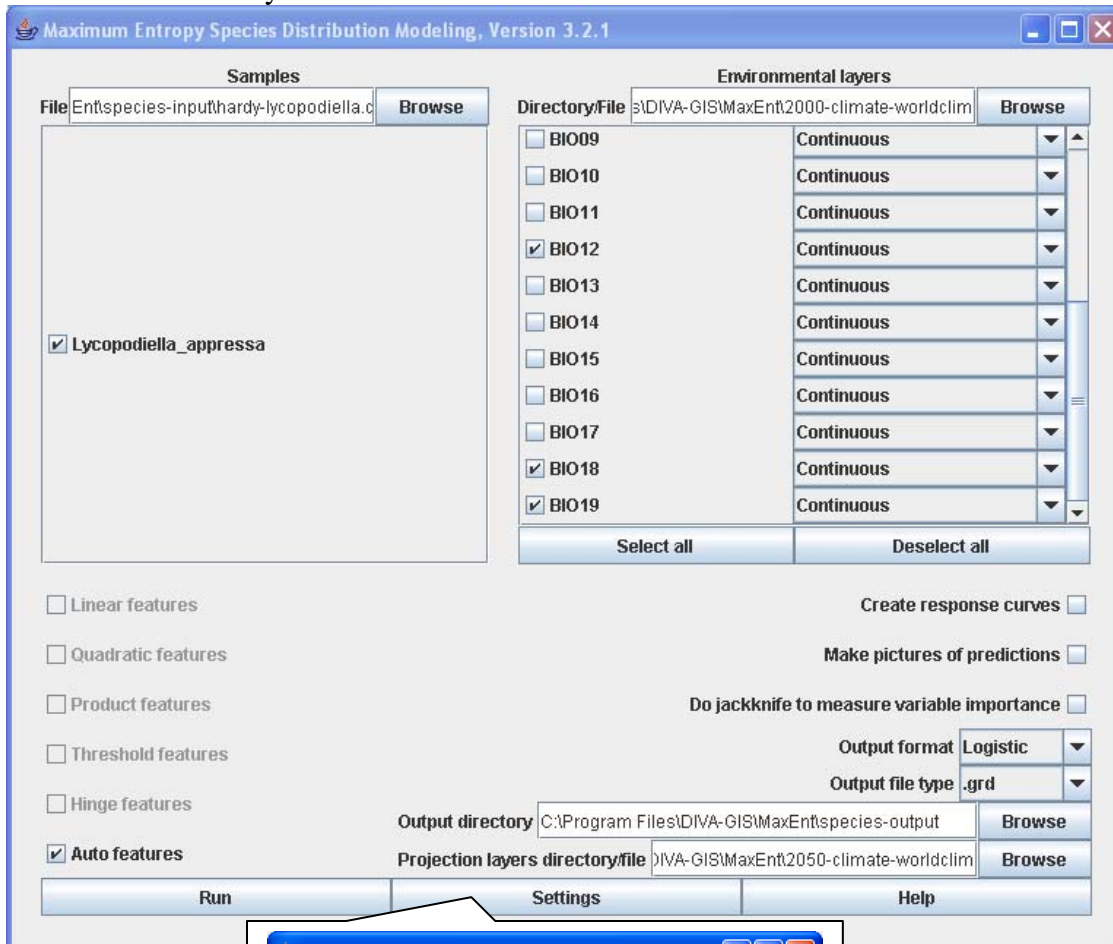 Maximum Entropy Species Distribution Modeling, Version 3.2.1
Samples
File Ent\species-input\hardy-lycopodiella.c Browse
Lycopodiella_appressa
Environmental layers
Directory/File s\DIVA-GIS\MaxEnt\2000-climate-worldclim Browse
BIO09 Continuous
BIO10 Continuous
BIO11 Continuous
BIO12 Continuous
BIO13 Continuous
BIO14 Continuous
BIO15 Continuous
BIO16 Continuous
BIO17 Continuous
BIO18 Continuous
BIO19 Continuous
Select all Deselect all
Linear features
Quadratic features
Product features
Threshold features
Hinge features
Auto features
Create response curves
Make pictures of predictions
Do jackknife to measure variable importance
Output format Logistic
Output file type .grd
Output directory C:\Program Files\DIVA-GIS\MaxEnt\species-output Browse
Projection layers directory/file DIVA-GIS\MaxEnt\2050-climate-worldclim Browse
Run Settings Help